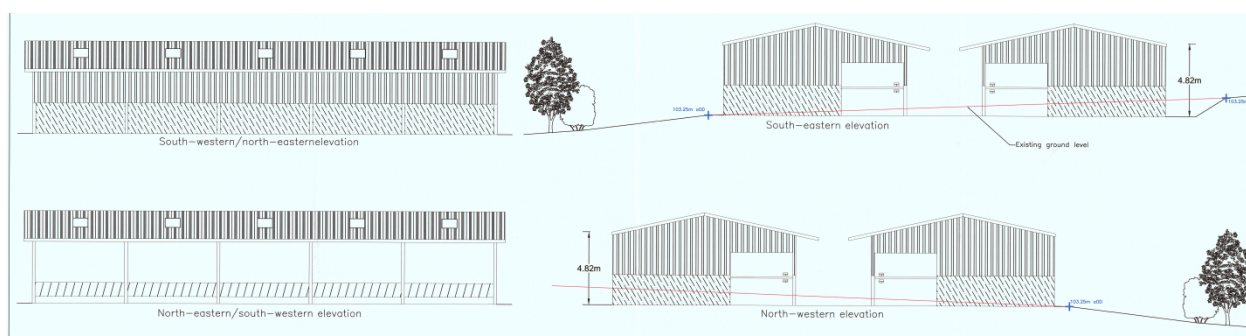 4.82m
103.25m aOD
103.25m
South-western/north-easternelevation
South-eastern elevation
Existing ground level
4.82m
103.25m aOD
North-eastern/south-western elevation
North-western elevation